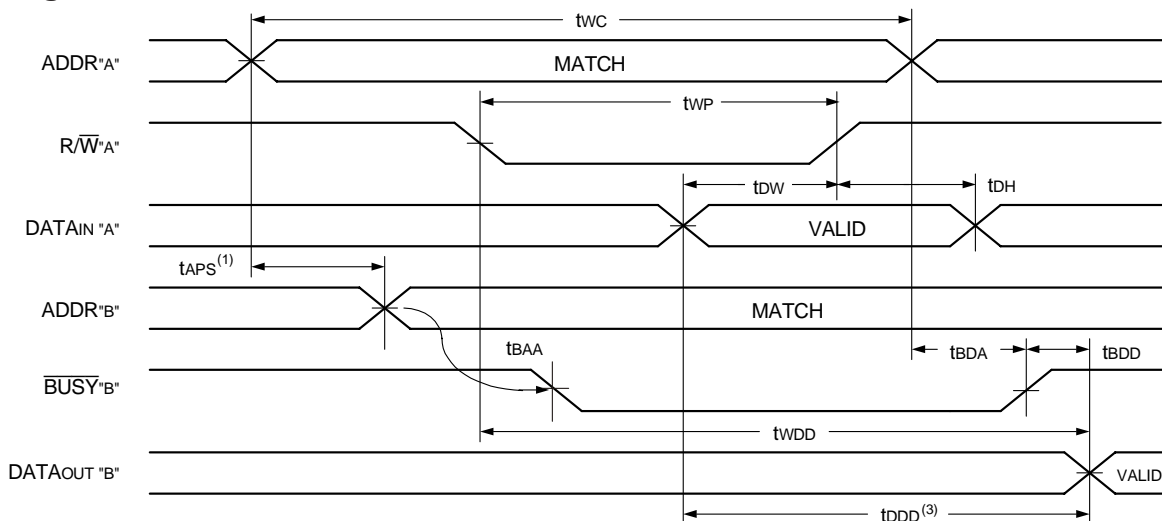 tWC
ADDR"A"
MATCH
tWP
R/W̅"A"
tDW
tDH
DATAIN "A"
VALID
tAPS(1)
ADDR"B"
MATCH
tBAA
tBDA
tBDD
B̅U̅S̅Y̅"B"
tWDD
DATAOUT "B"
VALID
tDDD(3)